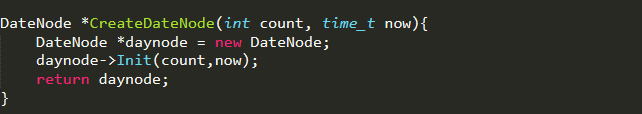 DateNode *CreateDateNode(int count, time_t now){
    DateNode *daynode = new DateNode;
    daynode->Init(count,now);
    return daynode;
}